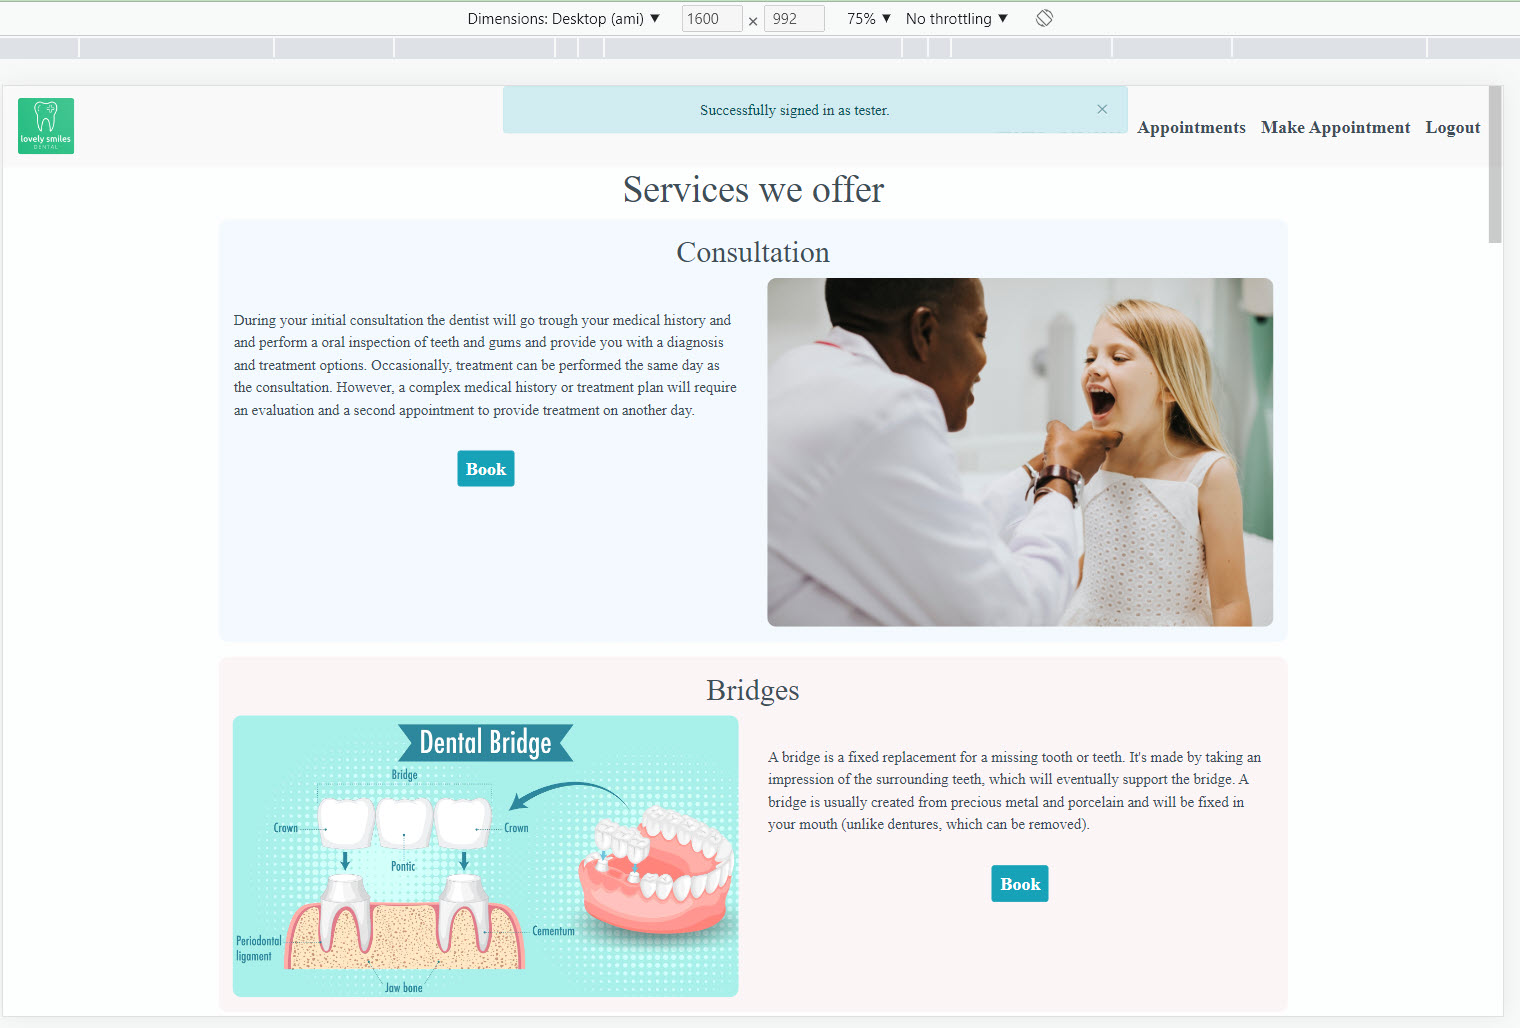 Dimensions: Desktop (ami) ▼ 1600 × 992 75% ▼ No throttling ▼
lovely smiles
DENTAL
Successfully signed in as tester. ×
Appointments Make Appointment Logout
Services we offer
Consultation
During your initial consultation the dentist will go trough your medical history and
and perform a oral inspection of teeth and gums and provide you with a diagnosis
and treatment options. Occasionally, treatment can be performed the same day as
the consultation. However, a complex medical history or treatment plan will require
an evaluation and a second appointment to provide treatment on another day.
Book
Bridges
Dental Bridge
Bridge
Crown
Crown
Pontic
Cementum
Periodontal
ligament
Jaw bone
A bridge is a fixed replacement for a missing tooth or teeth. It's made by taking an
impression of the surrounding teeth, which will eventually support the bridge. A
bridge is usually created from precious metal and porcelain and will be fixed in
your mouth (unlike dentures, which can be removed).
Book